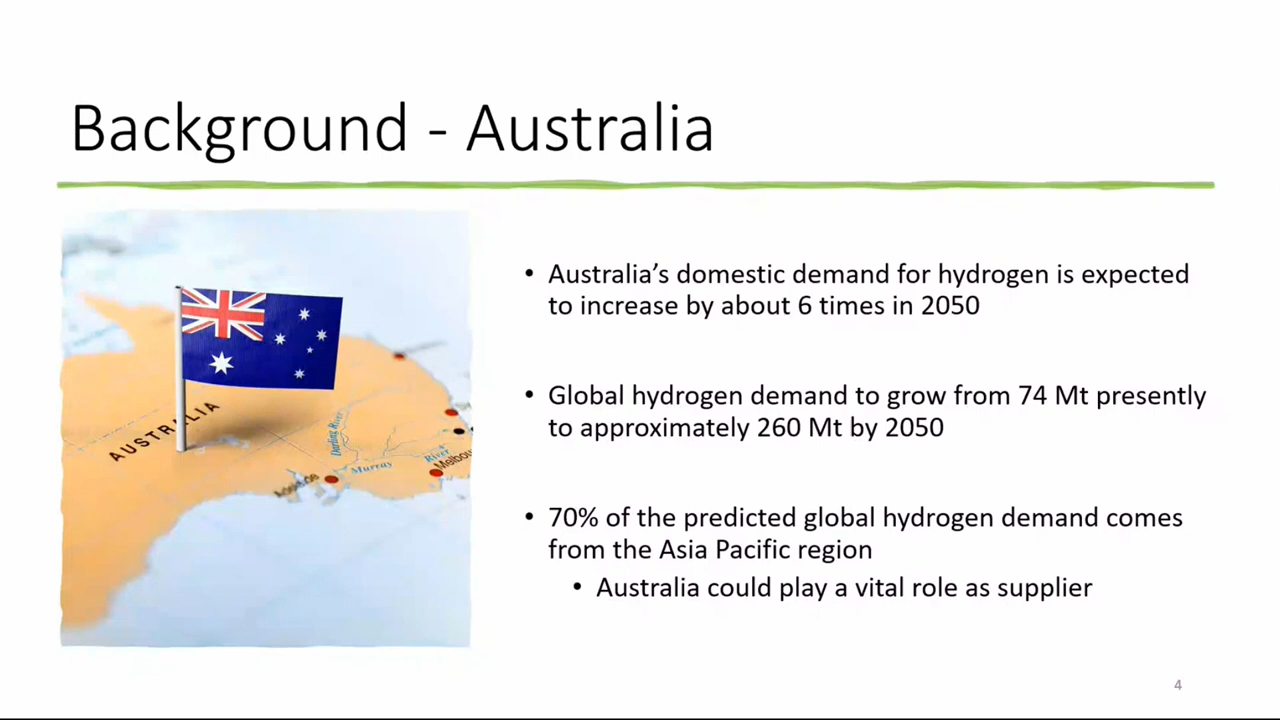 Background - Australia
• Australia’s domestic demand for hydrogen is expected
to increase by about 6 times in 2050
• Global hydrogen demand to grow from 74 Mt presently
to approximately 260 Mt by 2050
• 70% of the predicted global hydrogen demand comes
from the Asia Pacific region
• Australia could play a vital role as supplier
AUSTRALIA
Darling River
Murray
River
Adelaide
Melbou
4